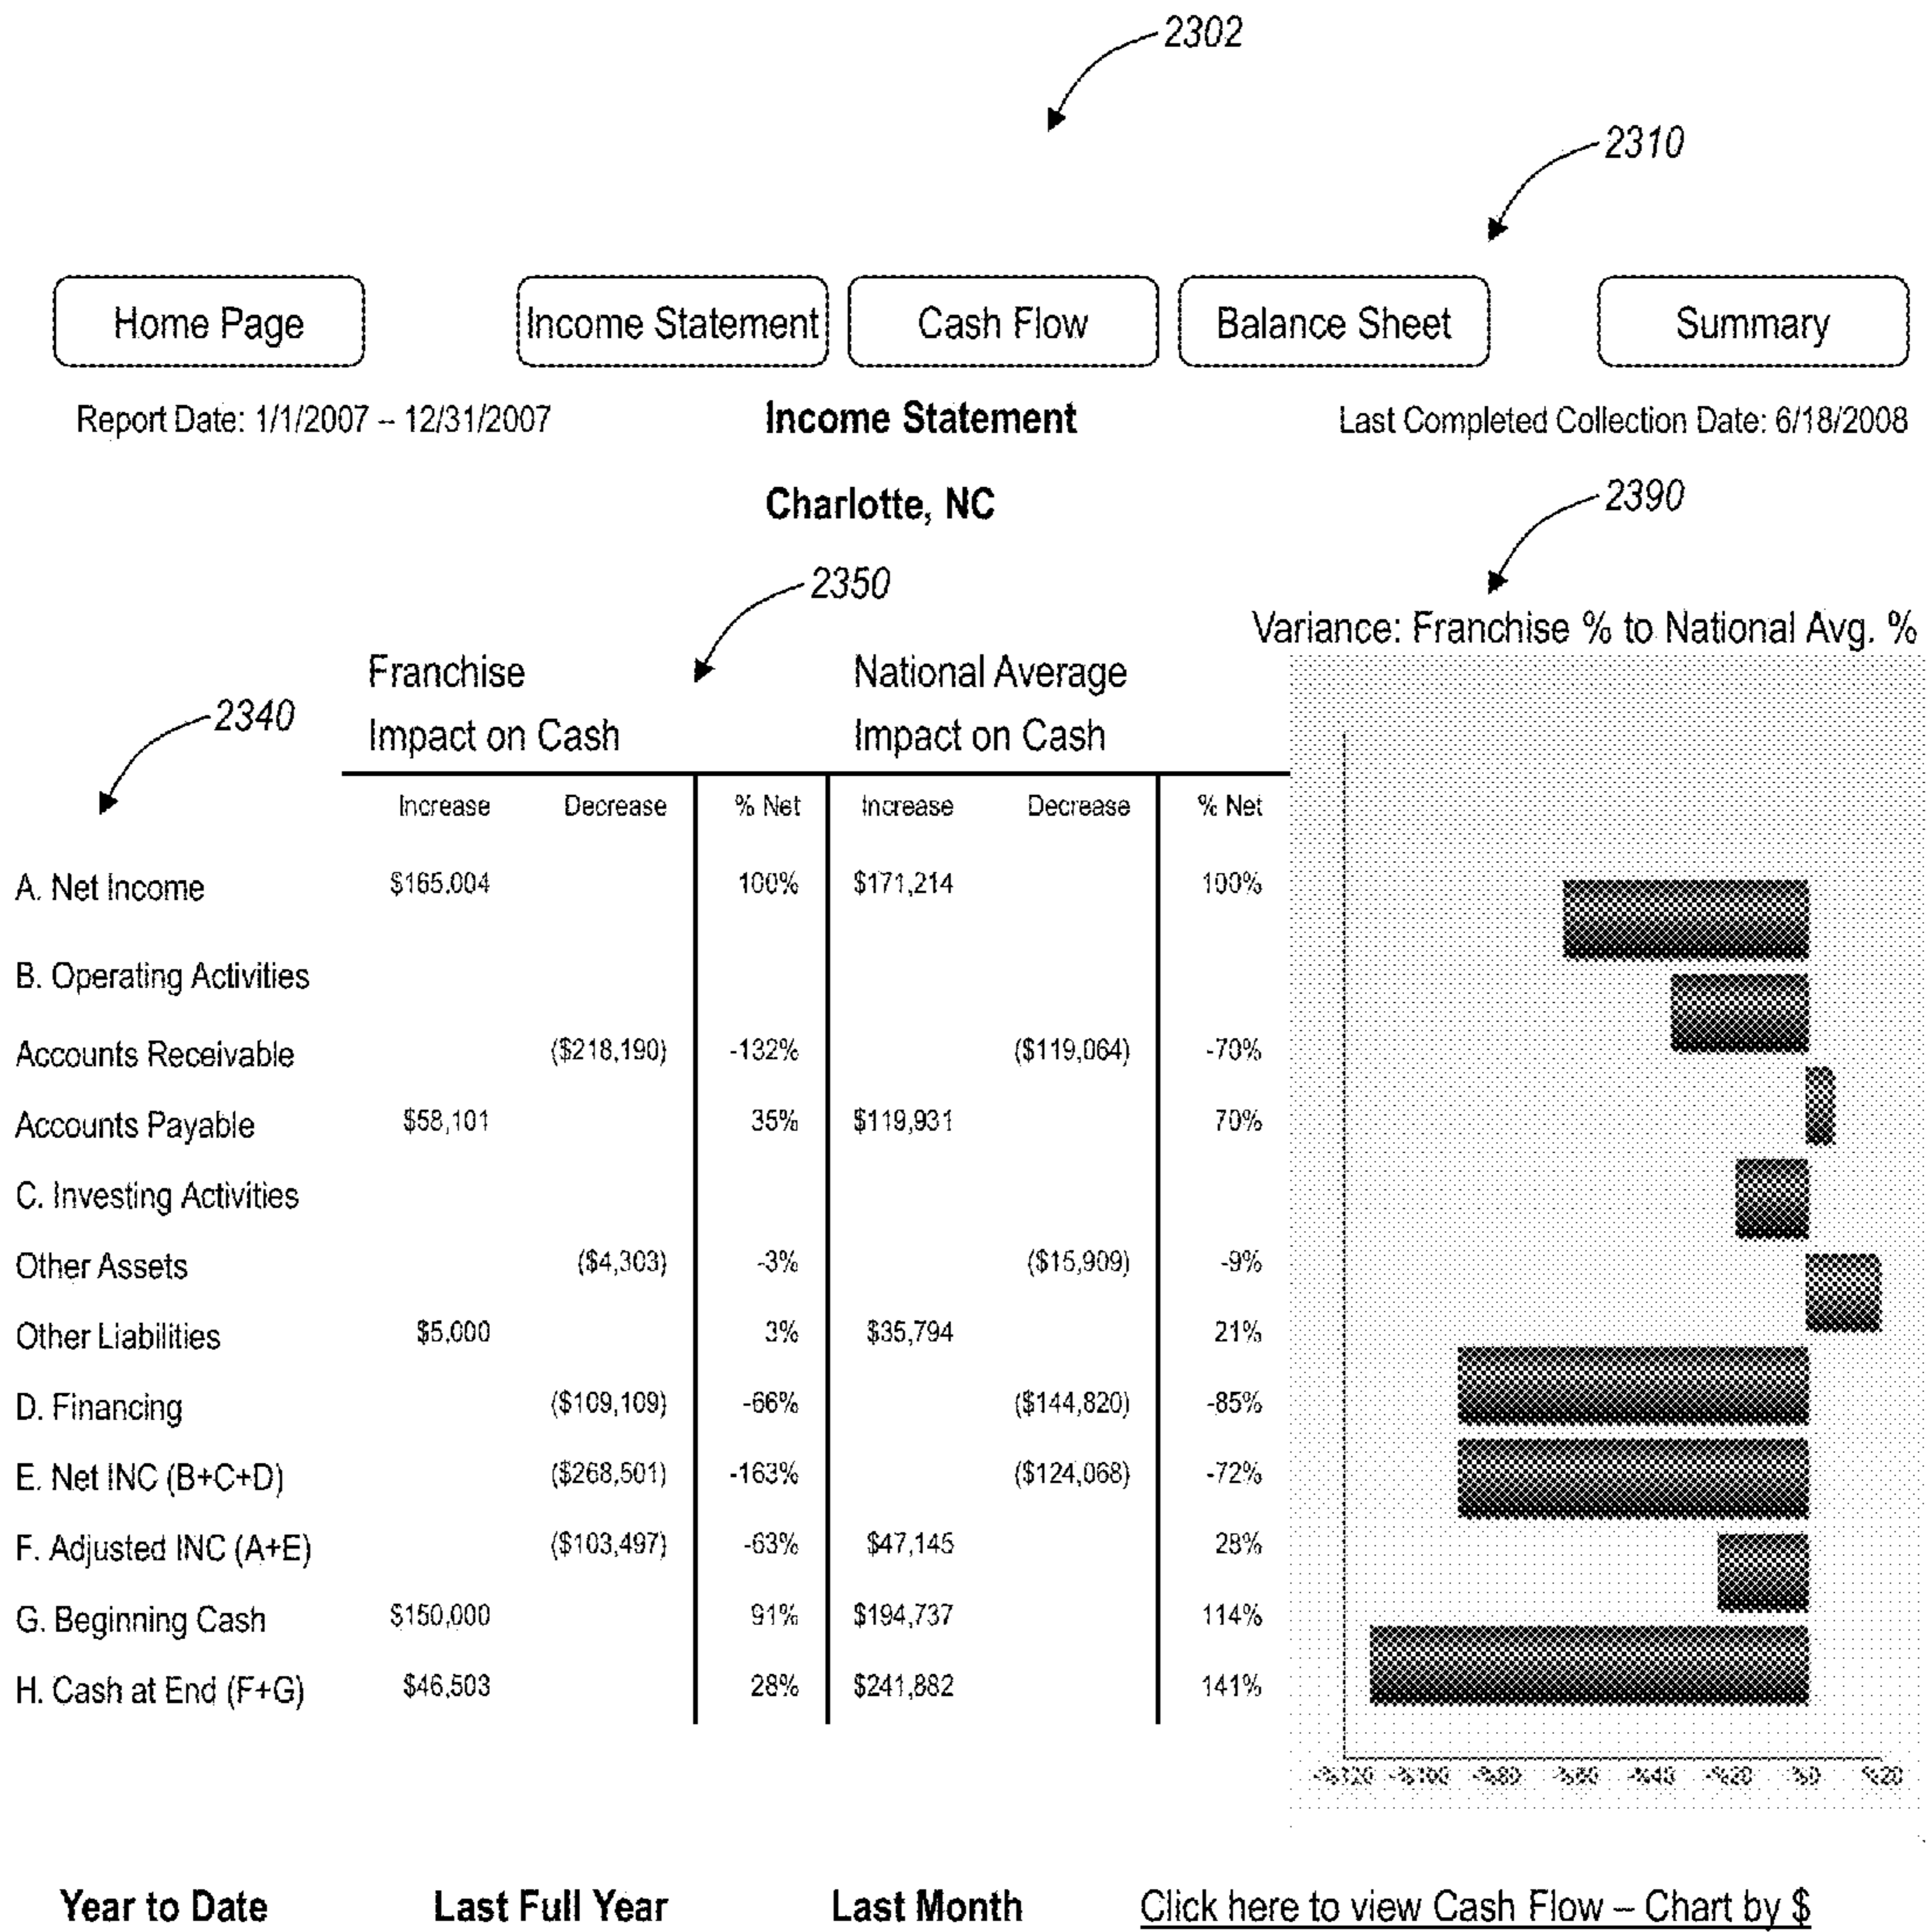 2302
2310
Home Page Income Statement Cash Flow Balance Sheet Summary
Report Date: 1/1/2007 – 12/31/2007 Income Statement Last Completed Collection Date: 6/18/2008
Charlotte, NC
2390
2350
Variance: Franchise % to National Avg. %
Franchise National Average
2340
Impact on Cash Impact on Cash
Increase Decrease % Net Increase Decrease % Net
A. Net Income $165,004 100% $171,214 100%
B. Operating Activities
Accounts Receivable ($218,190) -132% ($119,064) -70%
Accounts Payable $58,101 35% $119,931 70%
C. Investing Activities
Other Assets ($4,303) -3% ($15,909) -9%
Other Liabilities $5,000 3% $35,794 21%
D. Financing ($109,109) -66% ($144,820) -85%
E. Net INC (B+C+D) ($268,501) -163% ($124,068) -72%
F. Adjusted INC (A+E) ($103,497) -63% $47,145 28%
G. Beginning Cash $150,000 91% $194,737 114%
H. Cash at End (F+G) $46,503 28% $241,882 141%
-%120 -%100 -%80 -%60 -%40 -%20 %0 %20
Year to Date Last Full Year Last Month Click here to view Cash Flow – Chart by $